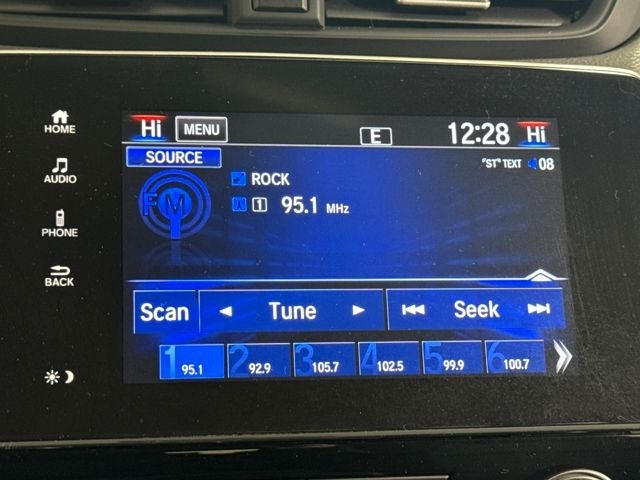 Hi MENU E 12:28 Hi
HOME
SOURCE
"ST" TEXT 08
AUDIO
ROCK
FM
1 95.1 MHz
PHONE
BACK
Scan Tune Seek
1 95.1 2 92.9 3 105.7 4 102.5 5 99.9 6 100.7